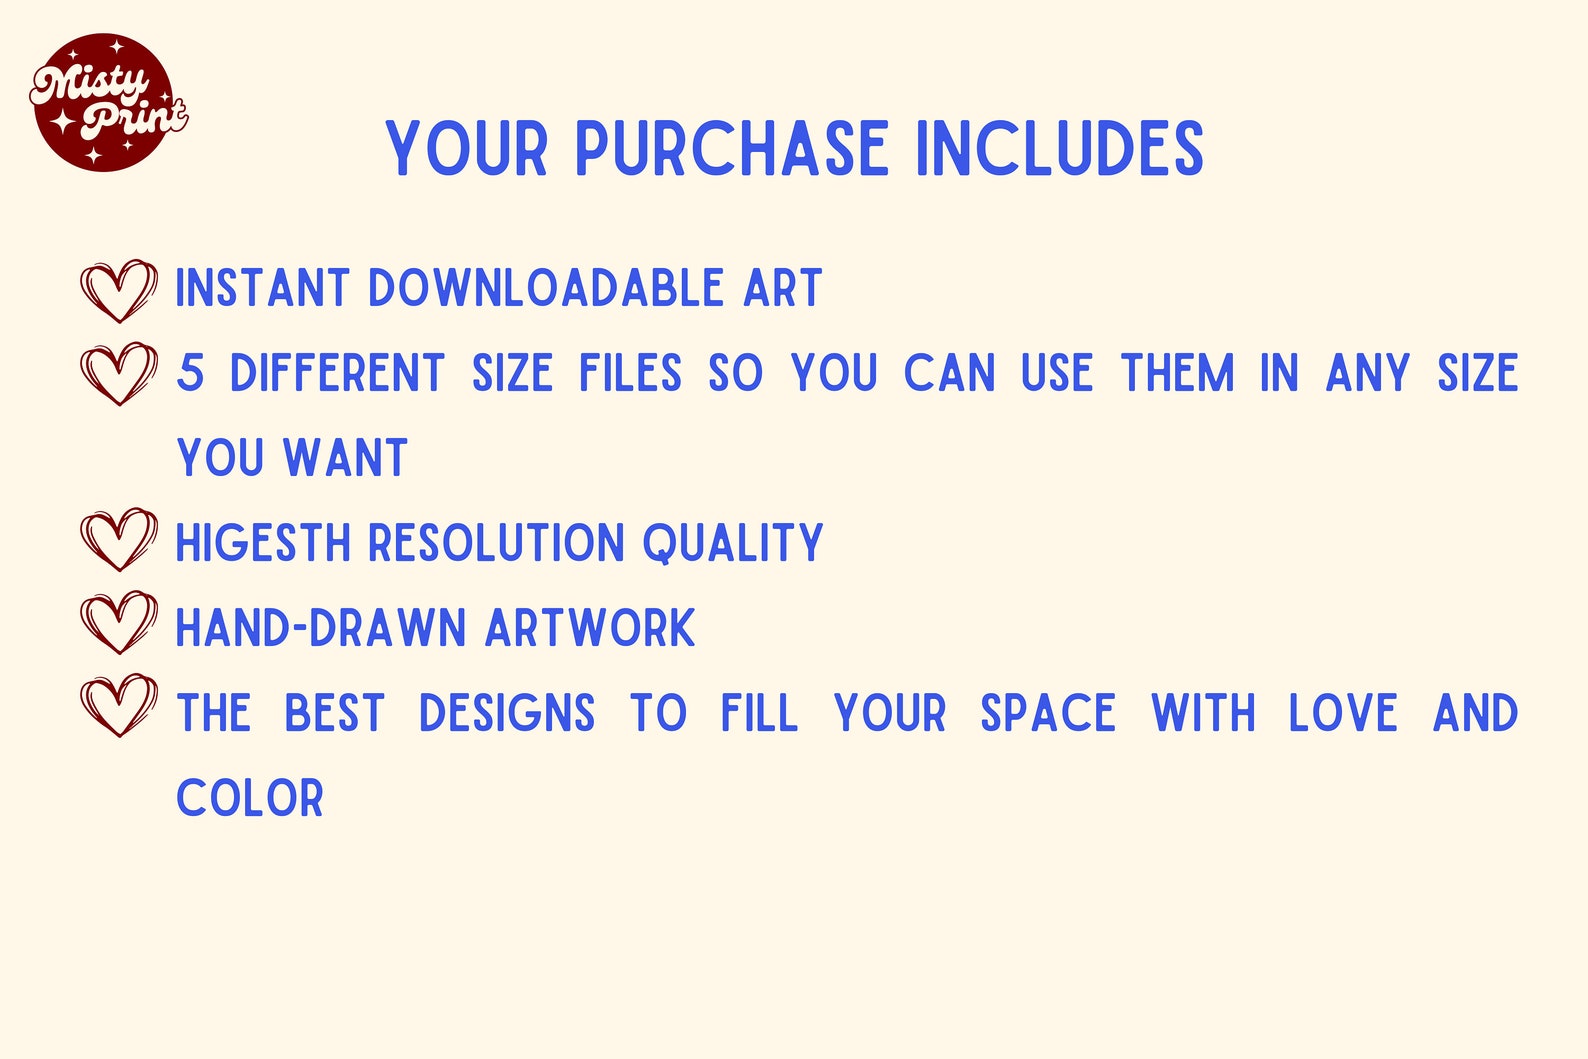 Misty
Print
YOUR PURCHASE INCLUDES
INSTANT DOWNLOADABLE ART
5 DIFFERENT SIZE FILES SO YOU CAN USE THEM IN ANY SIZE
YOU WANT
HIGESTH RESOLUTION QUALITY
HAND-DRAWN ARTWORK
THE BEST DESIGNS TO FILL YOUR SPACE WITH LOVE AND
COLOR